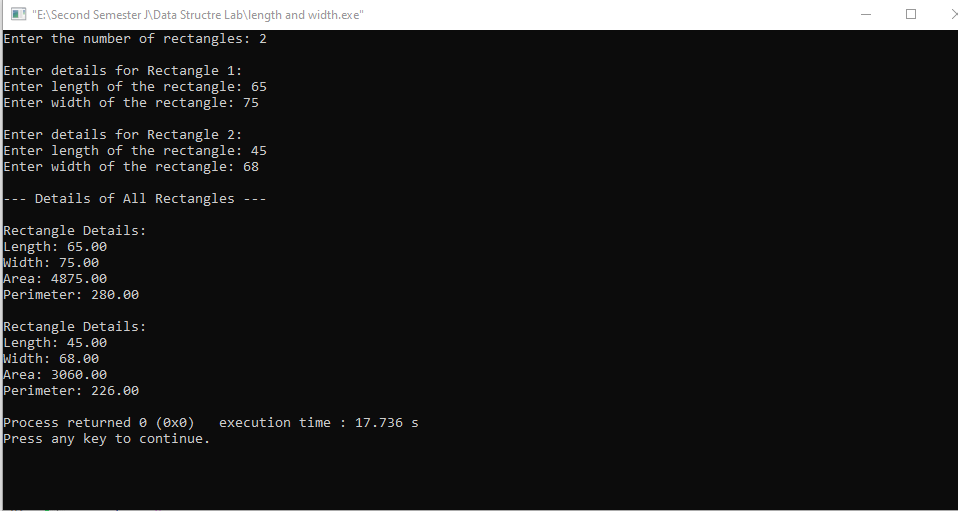 "E:\Second Semester J\Data Structre Lab\length and width.exe"
Enter the number of rectangles: 2
Enter details for Rectangle 1:
Enter length of the rectangle: 65
Enter width of the rectangle: 75
Enter details for Rectangle 2:
Enter length of the rectangle: 45
Enter width of the rectangle: 68
--- Details of All Rectangles ---
Rectangle Details:
Length: 65.00
Width: 75.00
Area: 4875.00
Perimeter: 280.00
Rectangle Details:
Length: 45.00
Width: 68.00
Area: 3060.00
Perimeter: 226.00
Process returned 0 (0x0)   execution time : 17.736 s
Press any key to continue.